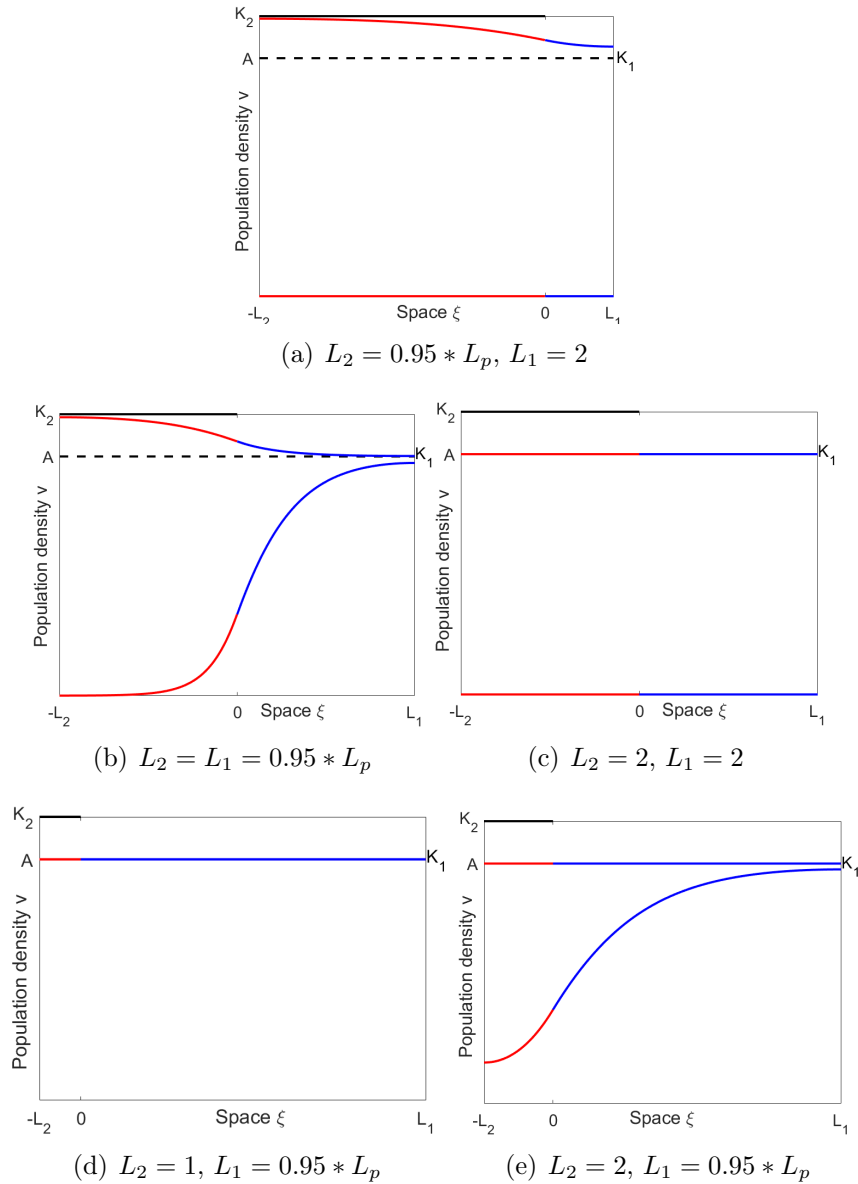 K₂
A
K₁
Population density v
-L₂
Space ξ
0
L₁
(a) L₂ = 0.95 * Lₚ, L₁ = 2
K₂
A
K₁
Population density v
-L₂
0
Space ξ
L₁
(b) L₂ = L₁ = 0.95 * Lₚ
K₂
A
K₁
Population density v
-L₂
0
Space ξ
L₁
(c) L₂ = 2, L₁ = 2
K₂
A
K₁
Population density v
-L₂
0
Space ξ
L₁
(d) L₂ = 1, L₁ = 0.95 * Lₚ
K₂
A
K₁
Population density v
-L₂
0
Space ξ
L₁
(e) L₂ = 2, L₁ = 0.95 * Lₚ